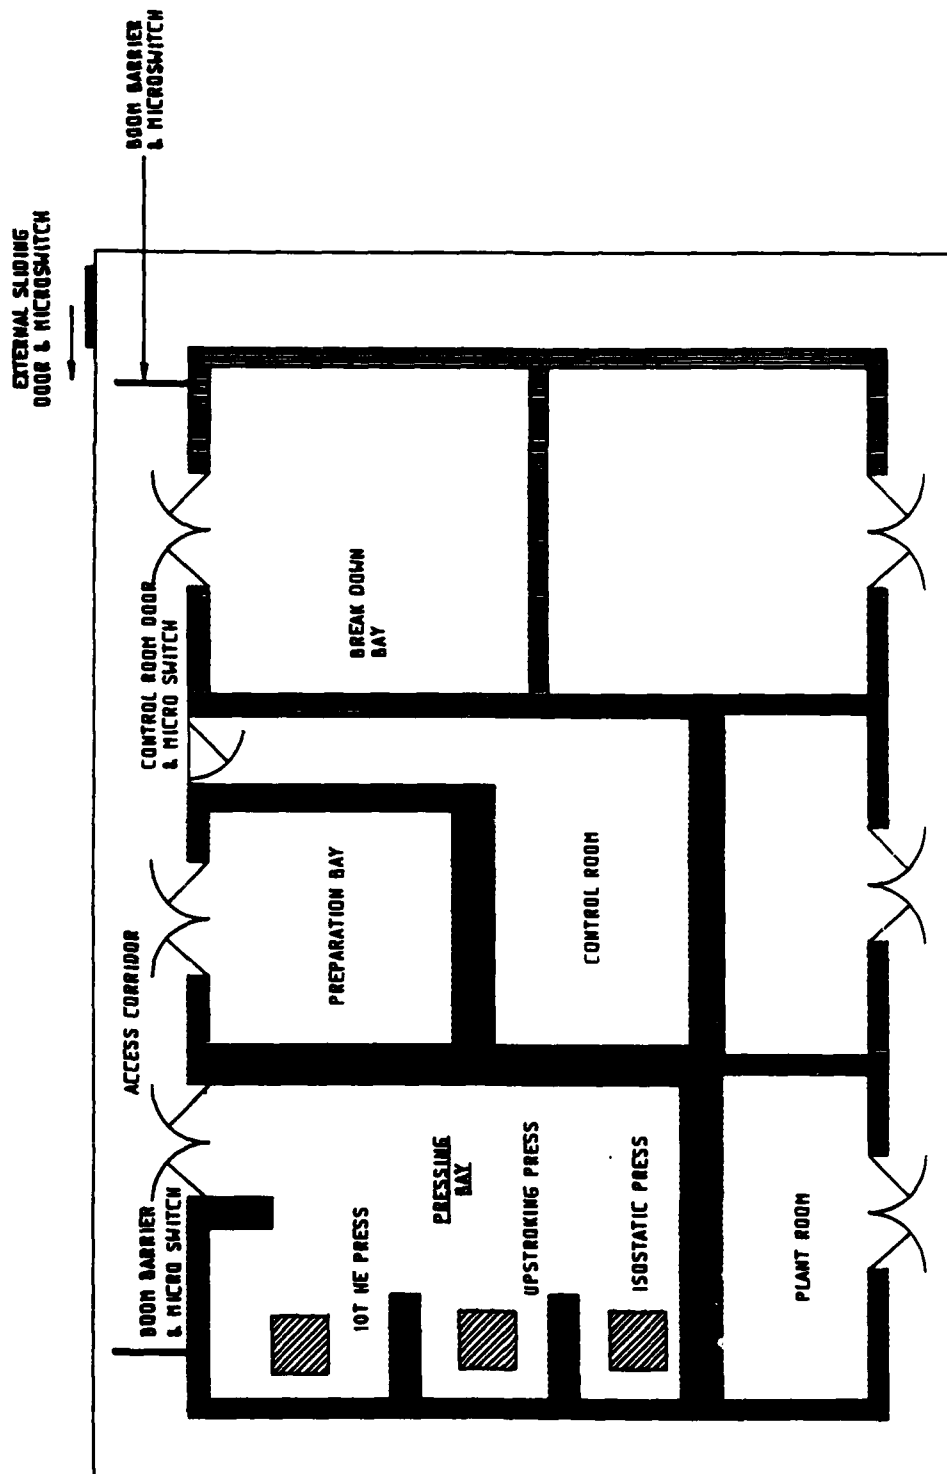 EXTERNAL SLIDING
DOOR & MICROSWITCH
BOOM BARRIER
& MICROSWITCH
CONTROL ROOM DOOR
& MICRO SWITCH
ACCESS CORRIDOR
BOOM BARRIER
& MICRO SWITCH
BREAK DOWN
BAY
PREPARATION BAY
CONTROL ROOM
10T HE PRESS
PRESSING
BAY
UPSTROKING PRESS
ISOSTATIC PRESS
PLANT ROOM